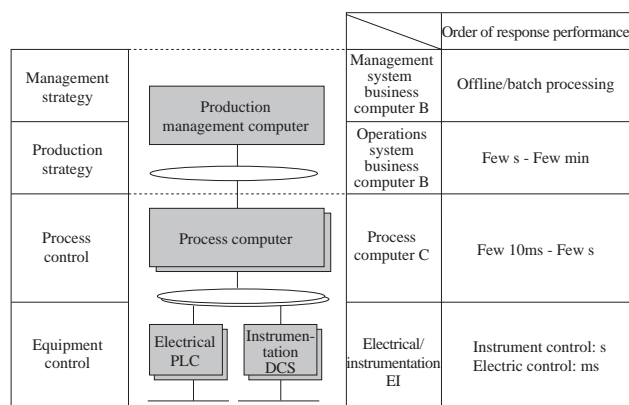 Order of response performance
Management
strategy
Production
management computer
Management
system
business
computer B
Offline/batch processing
Production
strategy
Operations
system
business
computer B
Few s - Few min
Process
control
Process computer
Process
computer C
Few 10ms - Few s
Equipment
control
Electrical
PLC
Instrumen-
tation
DCS
Electrical/
instrumentation
EI
Instrument control: s
Electric control: ms